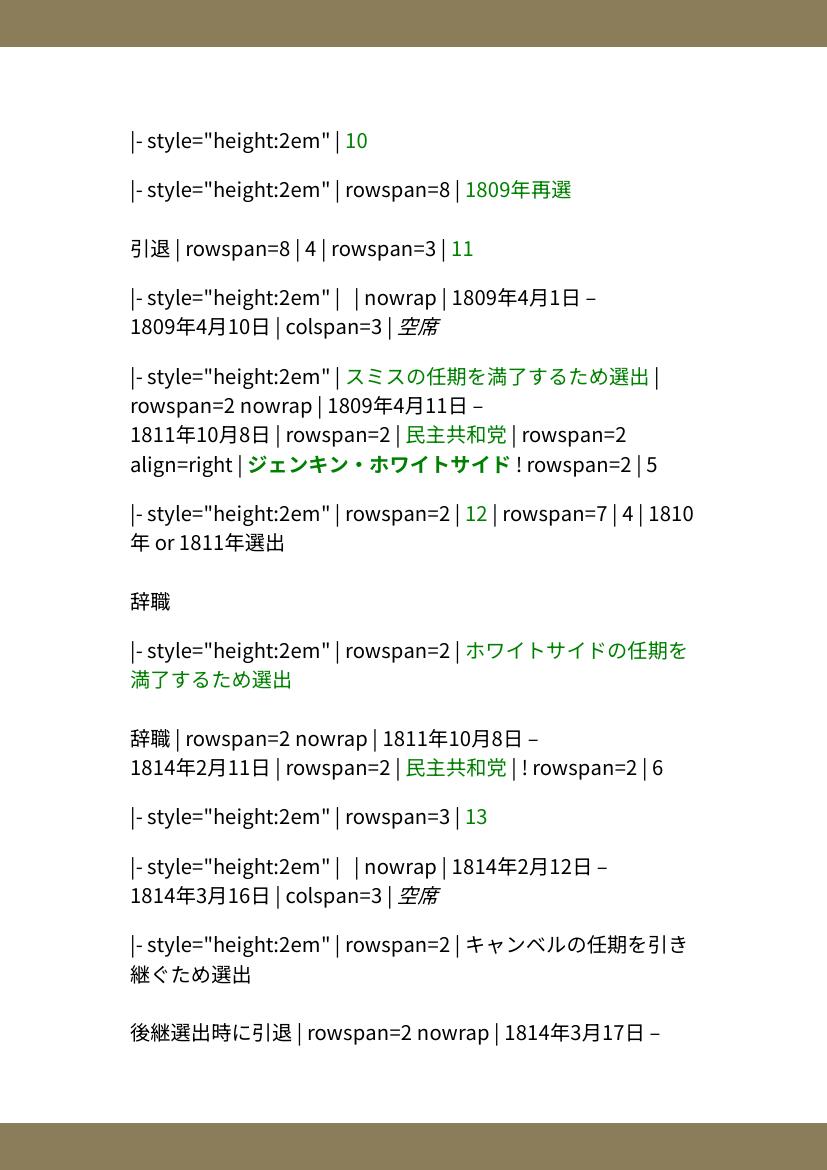 |- style="height:2em" | 10
|- style="height:2em" | rowspan=8 | 1809年再選
引退 | rowspan=8 | 4 | rowspan=3 | 11
|- style="height:2em" |   | nowrap | 1809年4月1日 –
1809年4月10日 | colspan=3 | 空席
|- style="height:2em" | スミスの任期を満了するため選出 |
rowspan=2 nowrap | 1809年4月11日 –
1811年10月8日 | rowspan=2 | 民主共和党 | rowspan=2
align=right | ジェンキン・ホワイトサイド ! rowspan=2 | 5
|- style="height:2em" | rowspan=2 | 12 | rowspan=7 | 4 | 1810
年 or 1811年選出
辞職
|- style="height:2em" | rowspan=2 | ホワイトサイドの任期を
満了するため選出
辞職 | rowspan=2 nowrap | 1811年10月8日 –
1814年2月11日 | rowspan=2 | 民主共和党 | ! rowspan=2 | 6
|- style="height:2em" | rowspan=3 | 13
|- style="height:2em" |   | nowrap | 1814年2月12日 –
1814年3月16日 | colspan=3 | 空席
|- style="height:2em" | rowspan=2 | キャンベルの任期を引き
継ぐため選出
後継選出時に引退 | rowspan=2 nowrap | 1814年3月17日 –